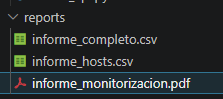 reports
informe_completo.csv
informe_hosts.csv
informe_monitorizacion.pdf